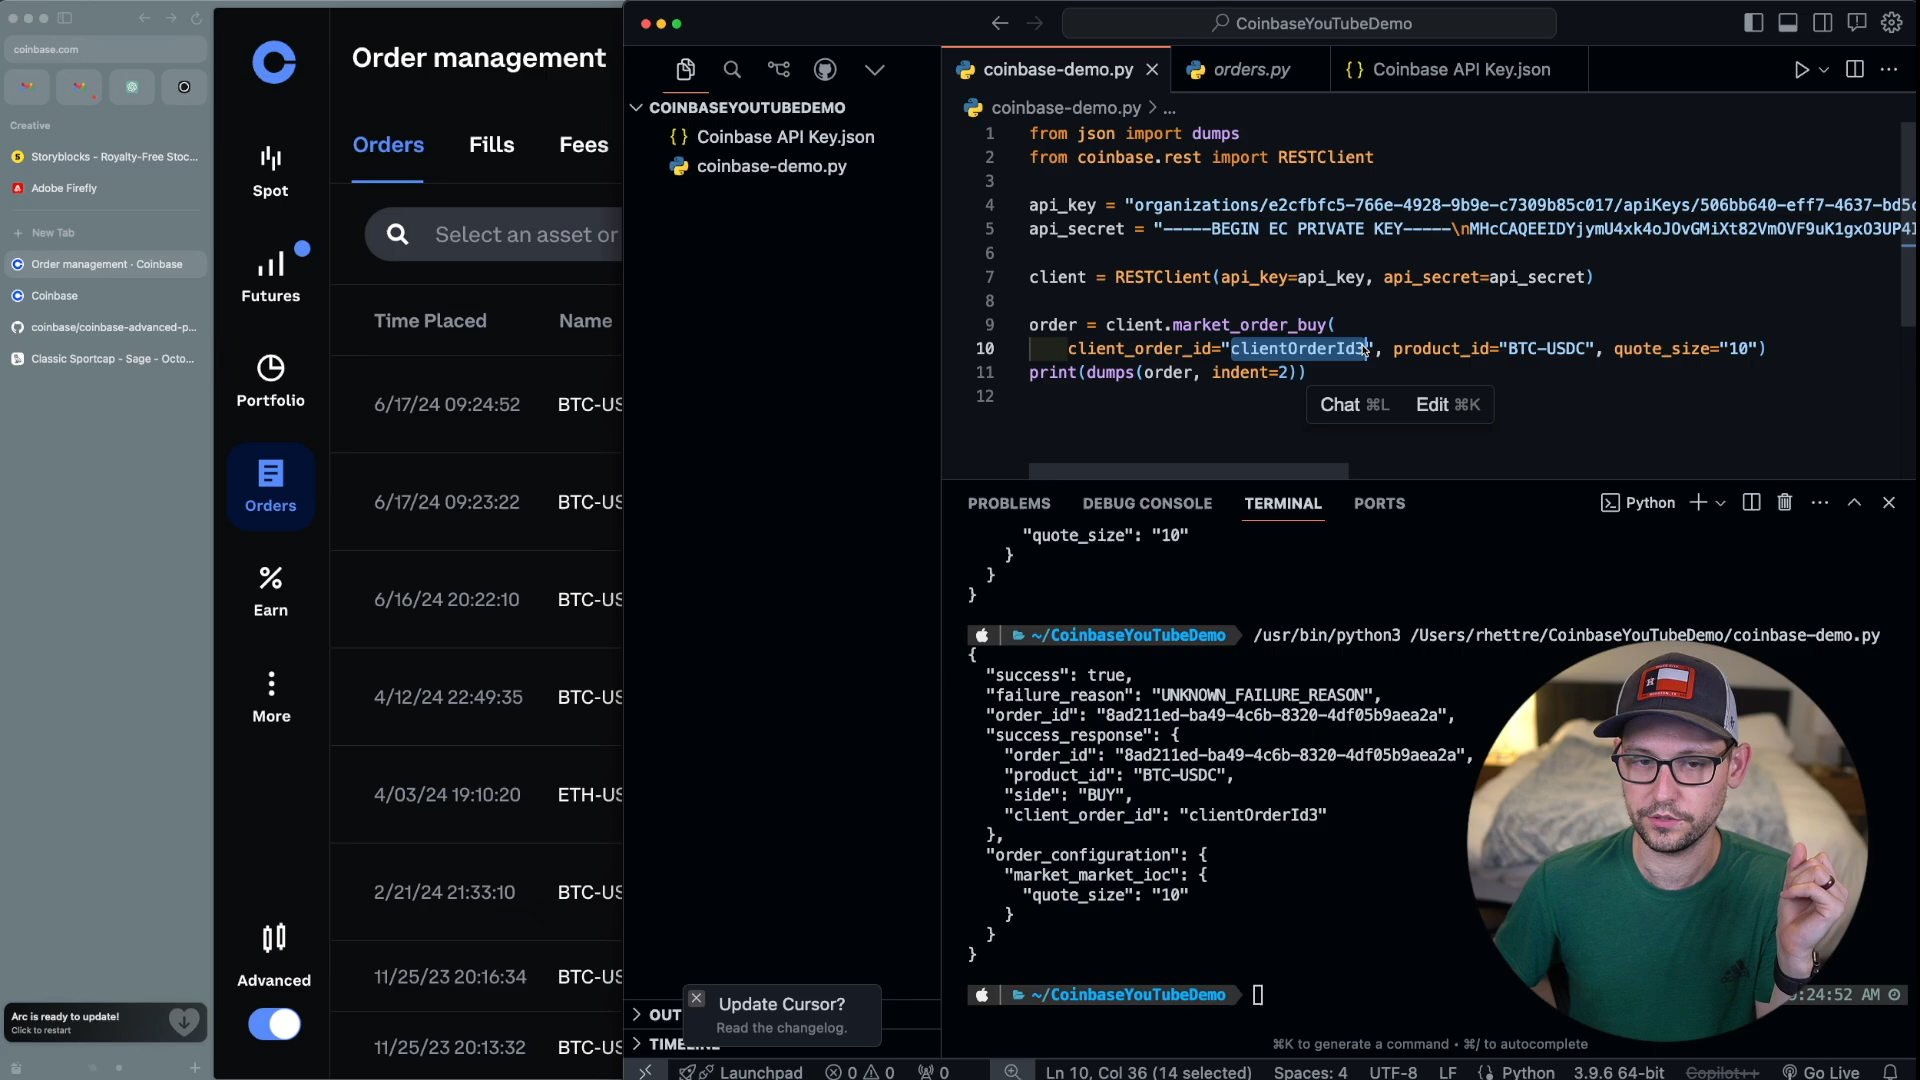 coinbase.com
Creative
Storyblocks - Royalty-Free Stoc...
Adobe Firefly
New Tab
Order management - Coinbase
Coinbase
coinbase/coinbase-advanced-p...
Classic Sportcap - Sage - Octo...
Arc is ready to update!
Click to restart
Spot
Futures
Portfolio
Orders
Earn
More
Advanced
Order management
Orders Fills Fees
Select an asset or
Time Placed Name
6/17/24 09:24:52 BTC-US
6/17/24 09:23:22 BTC-US
6/16/24 20:22:10 BTC-US
4/12/24 22:49:35 BTC-US
4/03/24 19:10:20 ETH-US
2/21/24 21:33:10 BTC-US
11/25/23 20:16:34 BTC-US
11/25/23 20:13:32 BTC-US
CoinbaseYouTubeDemo
COINBASEYOUTUBEDEMO
{} Coinbase API Key.json
coinbase-demo.py
OUT
TIMELINE
Update Cursor?
Read the changelog.
coinbase-demo.py orders.py {} Coinbase API Key.json
coinbase-demo.py > ...
1 from json import dumps
2 from coinbase.rest import RESTClient
3
4 api_key = "organizations/e2cfbfc5-766e-4928-9b9e-c7309b85c017/apiKeys/506bb640-eff7-4637-bd5c
5 api_secret = "-----BEGIN EC PRIVATE KEY-----\nMHcCAQEEIDYjymU4xk4oJOvGMiXt82VmOVF9uK1gxO3UP4
6
7 client = RESTClient(api_key=api_key, api_secret=api_secret)
8
9 order = client.market_order_buy(
10 client_order_id="clientOrderId3", product_id="BTC-USDC", quote_size="10")
11 print(dumps(order, indent=2))
12
Chat ⌘L Edit ⌘K
PROBLEMS DEBUG CONSOLE TERMINAL PORTS
Python
"quote_size": "10"
}
}
}
~/CoinbaseYouTubeDemo /usr/bin/python3 /Users/rhettre/CoinbaseYouTubeDemo/coinbase-demo.py
{
"success": true,
"failure_reason": "UNKNOWN_FAILURE_REASON",
"order_id": "8ad211ed-ba49-4c6b-8320-4df05b9aea2a",
"success_response": {
"order_id": "8ad211ed-ba49-4c6b-8320-4df05b9aea2a",
"product_id": "BTC-USDC",
"side": "BUY",
"client_order_id": "clientOrderId3"
},
"order_configuration": {
"market_market_ioc": {
"quote_size": "10"
}
}
}
~/CoinbaseYouTubeDemo
:24:52 AM
⌘K to generate a command • ⌘/ to autocomplete
Launchpad 0 0 0 Ln 10, Col 36 (14 selected) Spaces: 4 UTF-8 LF Python 3.9.6 64-bit Copilot++ Go Live